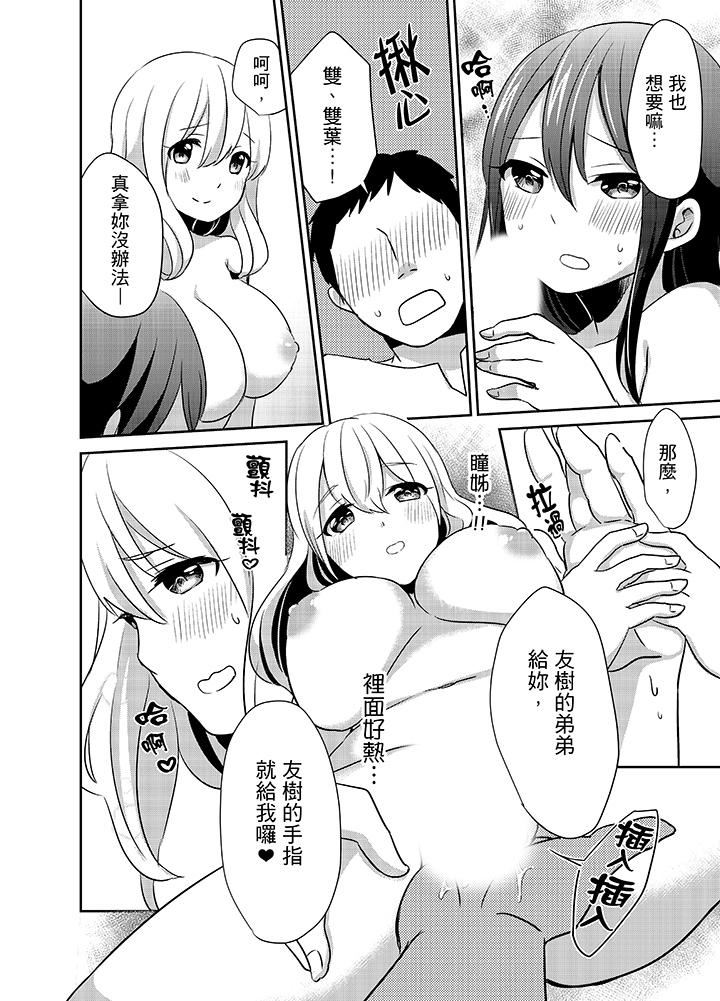 我也
想要嘛…
哈啊…
揪心
雙、雙葉…！
呵呵，
真拿妳沒辦法—
那麼，
拉過
瞳姊…！！
友樹的弟弟
給妳，
裡面好熱…
顫抖
顫抖♡
哈啊♡
友樹的手指
就給我囉♥
插入
插入